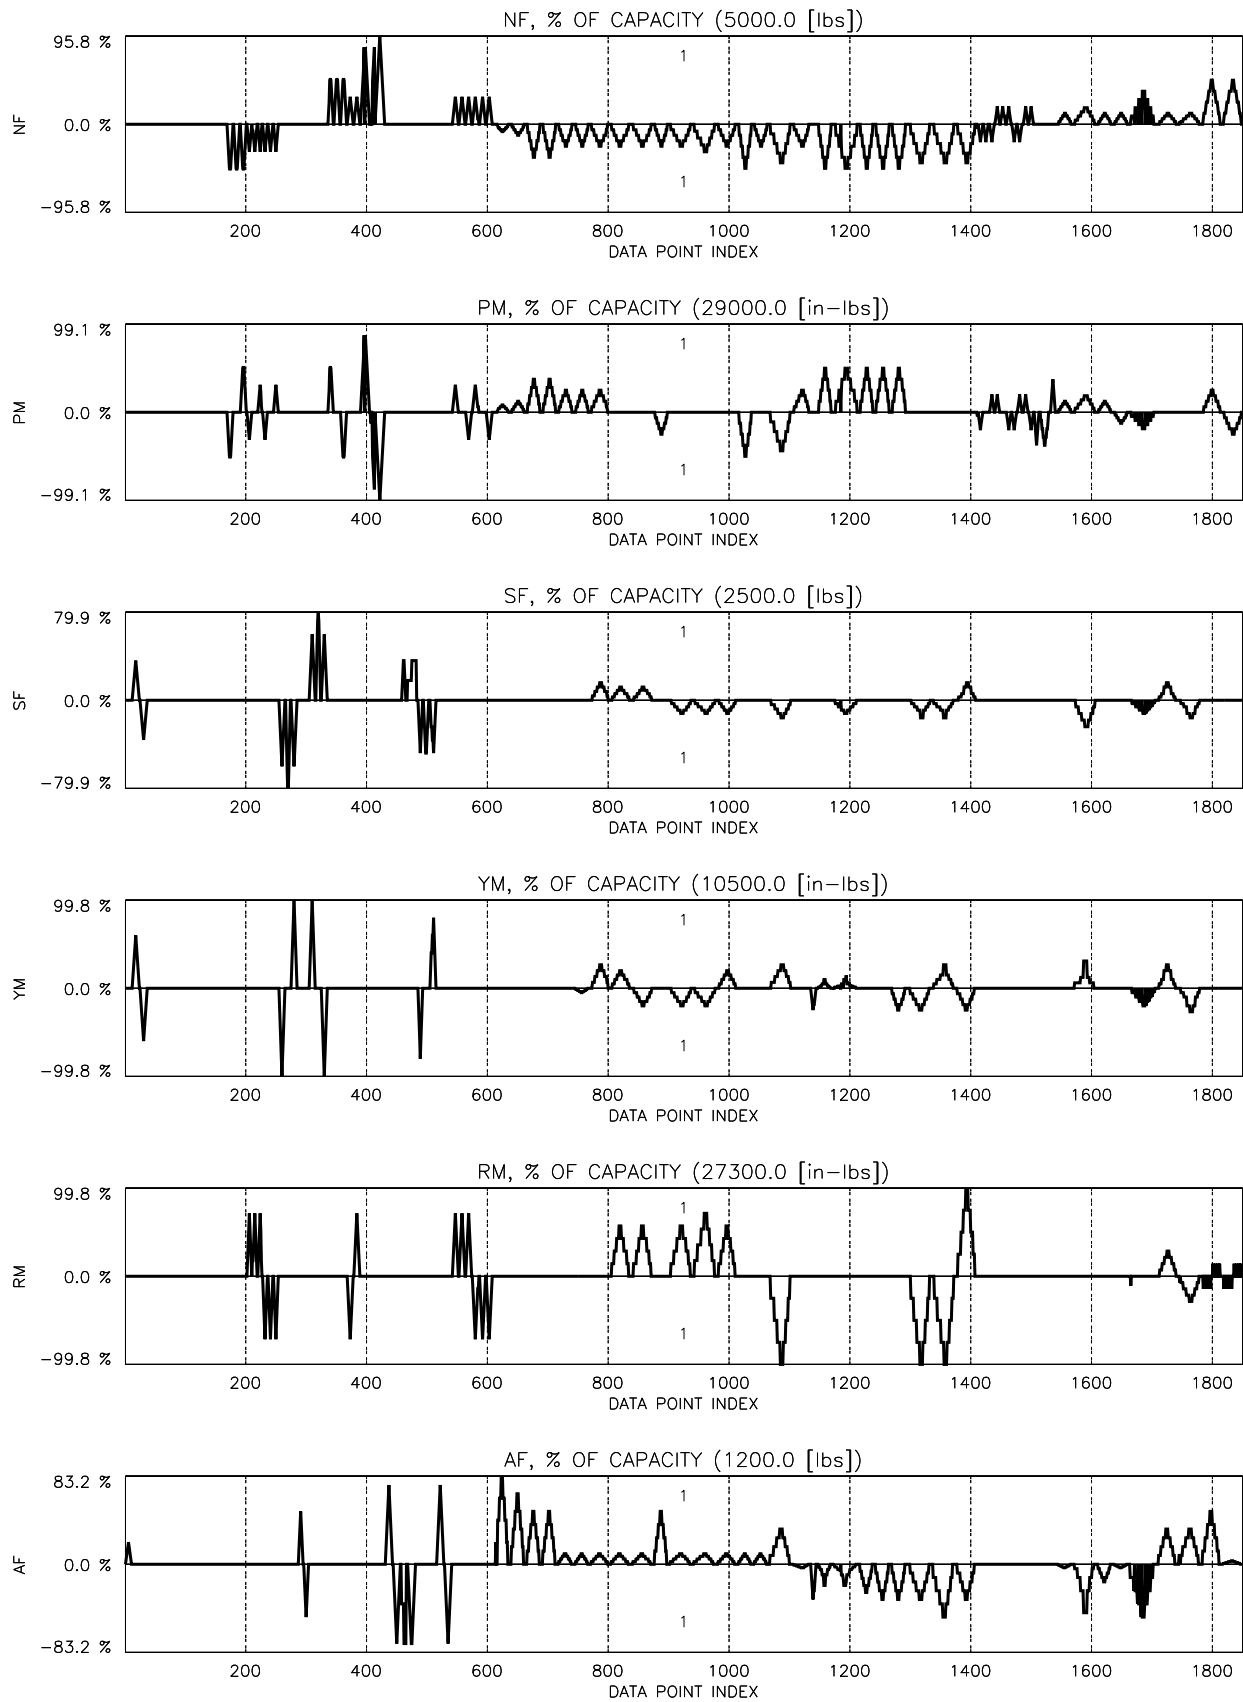 NF, % OF CAPACITY (5000.0 [lbs])
95.8 %
1
NF
0.0 %
1
−95.8 %
200 400 600 800 1000 1200 1400 1600 1800
DATA POINT INDEX
PM, % OF CAPACITY (29000.0 [in−lbs])
99.1 %
1
PM
0.0 %
1
−99.1 %
200 400 600 800 1000 1200 1400 1600 1800
DATA POINT INDEX
SF, % OF CAPACITY (2500.0 [lbs])
79.9 %
1
SF
0.0 %
1
−79.9 %
200 400 600 800 1000 1200 1400 1600 1800
DATA POINT INDEX
YM, % OF CAPACITY (10500.0 [in−lbs])
99.8 %
1
YM
0.0 %
1
−99.8 %
200 400 600 800 1000 1200 1400 1600 1800
DATA POINT INDEX
RM, % OF CAPACITY (27300.0 [in−lbs])
99.8 %
1
RM
0.0 %
1
−99.8 %
200 400 600 800 1000 1200 1400 1600 1800
DATA POINT INDEX
AF, % OF CAPACITY (1200.0 [lbs])
83.2 %
1
AF
0.0 %
1
−83.2 %
200 400 600 800 1000 1200 1400 1600 1800
DATA POINT INDEX